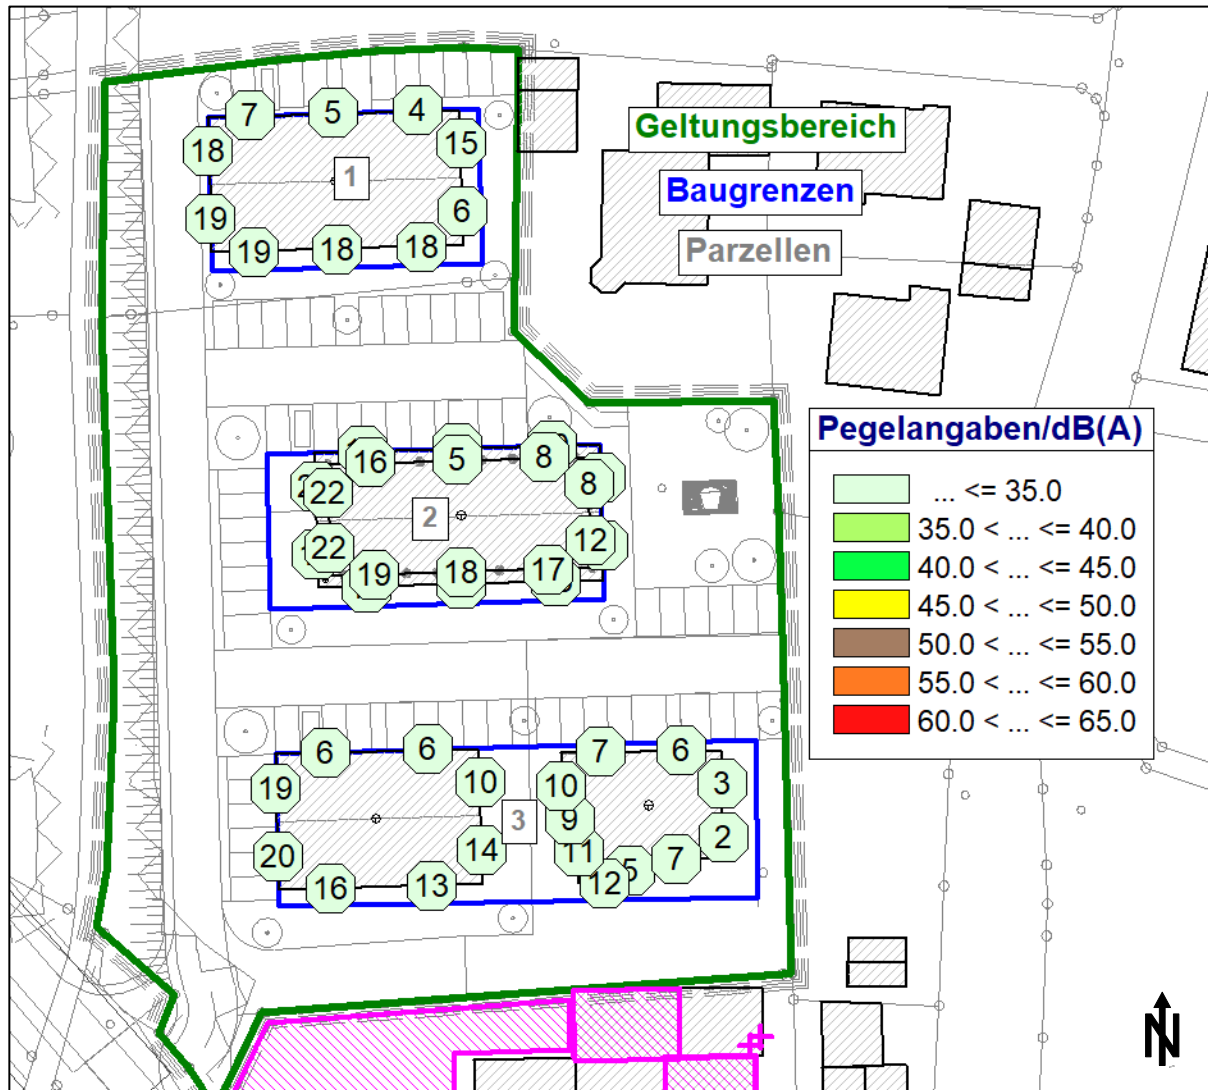 7 5 4
18 15
1
19 6
19 18 18
Geltungsbereich
Baugrenzen
Parzellen
16 5 8
22 8
2
22 12
19 18 17
Pegelangaben/dB(A)
... <= 35.0
35.0 < ... <= 40.0
40.0 < ... <= 45.0
45.0 < ... <= 50.0
50.0 < ... <= 55.0
55.0 < ... <= 60.0
60.0 < ... <= 65.0
6 6 7 6
19 10 10 3
3 9
20 14 11 2
16 13 12 5 7
N